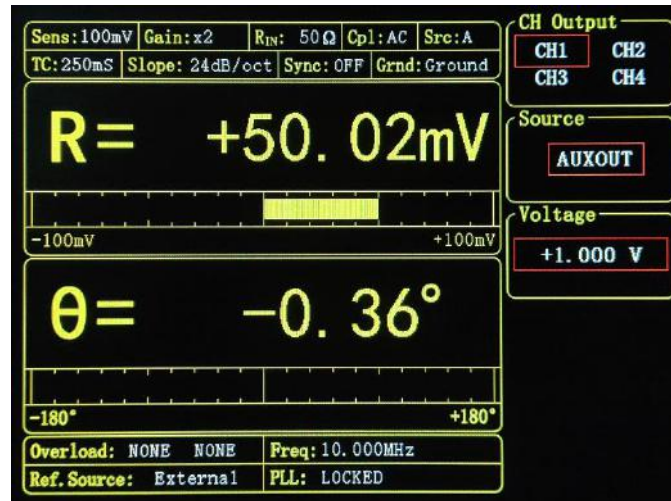 Sens:100mV Gain:x2 RIN: 50Ω Cpl:AC Src:A
TC:250mS Slope: 24dB/oct Sync:OFF Grnd:Ground
R= +50.02mV
-100mV +100mV
θ= -0.36°
-180° +180°
Overload: NONE NONE Freq:10.000MHz
Ref.Source: External PLL: LOCKED
CH Output
CH1 CH2
CH3 CH4
Source
AUXOUT
Voltage
+1.000 V